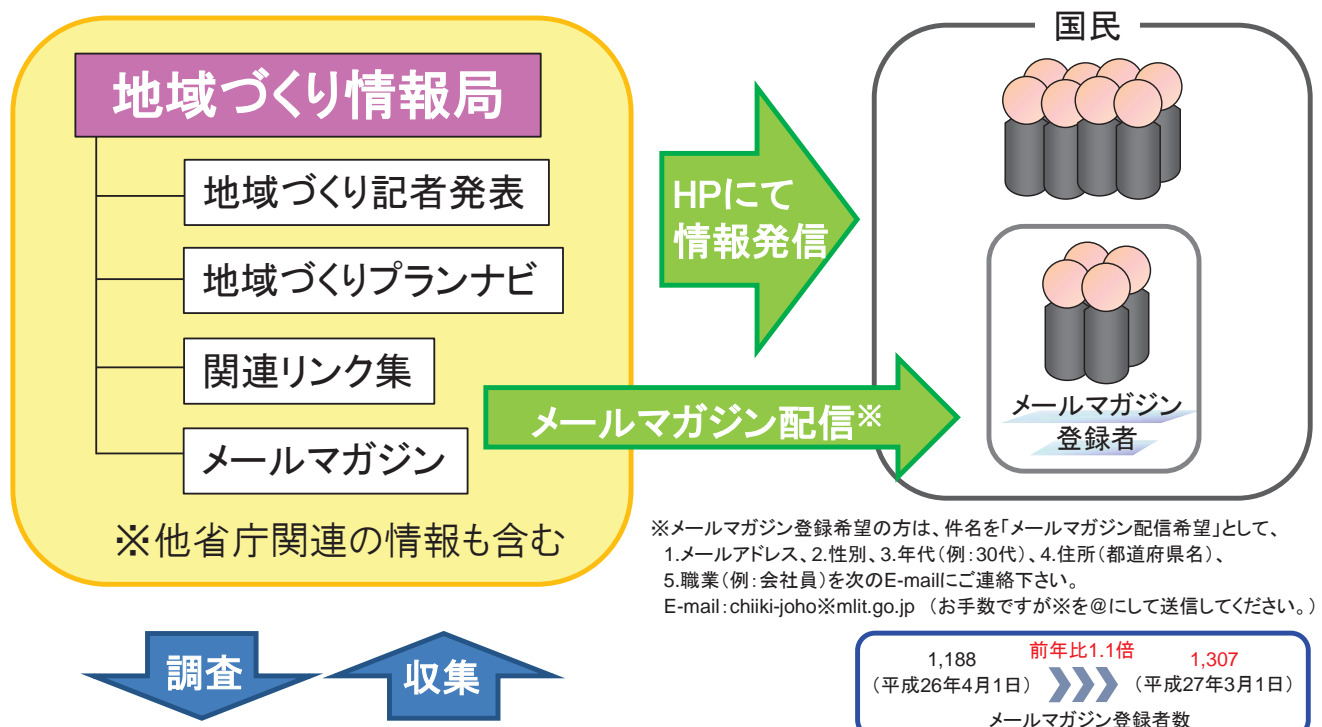 地域づくり情報局
地域づくり記者発表
地域づくりプランナビ
関連リンク集
メールマガジン
※他省庁関連の情報も含む
調査
収集
HPにて
情報発信
メールマガジン配信※
国民
メールマガジン
登録者
※メールマガジン登録希望の方は、件名を「メールマガジン配信希望」として、
1.メールアドレス、2.性別、3.年代(例:30代)、4.住所(都道府県名)、
5.職業(例:会社員)を次のE-mailにご連絡下さい。
E-mail:chiiki-joho※mlit.go.jp (お手数ですが※を@にして送信してください。)
前年比1.1倍
1,188
1,307
(平成26年4月1日)
(平成27年3月1日)
メールマガジン登録者数